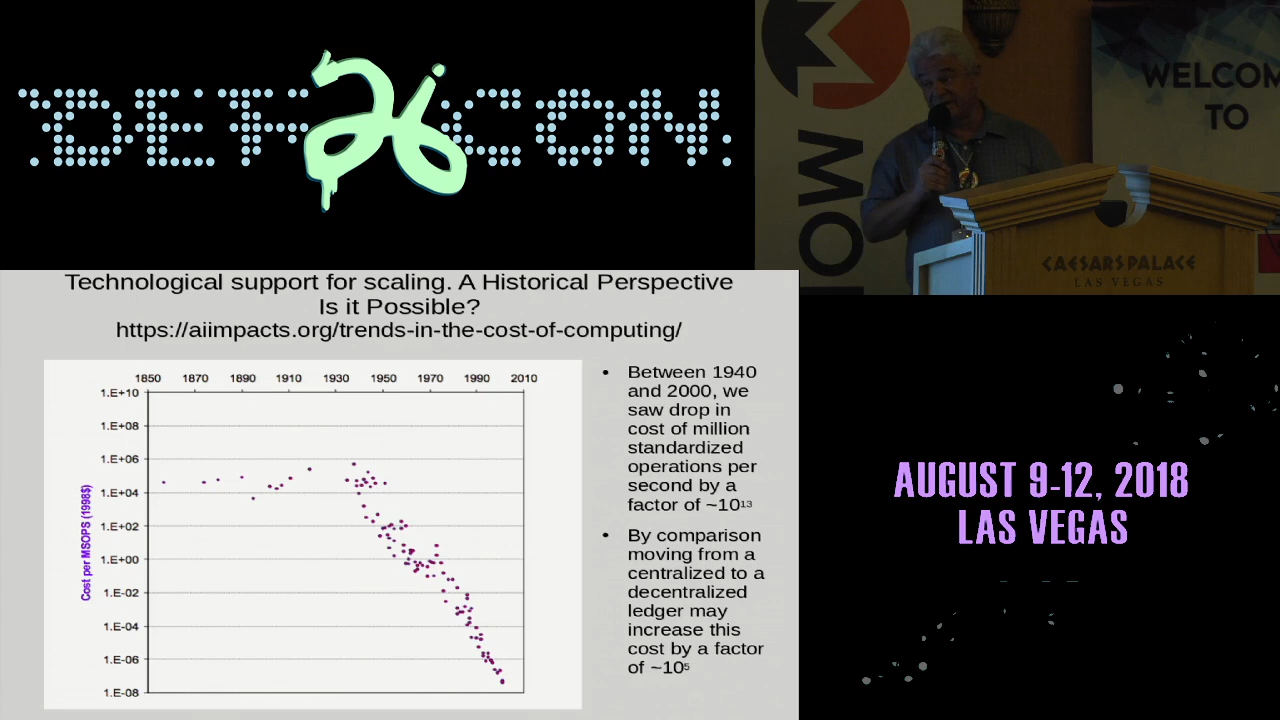 DEF CON
26
WELCOM
TO
CAESARS PALACE
LAS VEGAS
Technological support for scaling. A Historical Perspective
Is it Possible?
https://aiimpacts.org/trends-in-the-cost-of-computing/
1850 1870 1890 1910 1930 1950 1970 1990 2010
1.E+10
1.E+08
1.E+06
1.E+04
1.E+02
1.E+00
1.E-02
1.E-04
1.E-06
1.E-08
Cost per MSOPS (1998$)
• Between 1940
and 2000, we
saw drop in
cost of million
standardized
operations per
second by a
factor of ~10¹³
• By comparison
moving from a
centralized to a
decentralized
ledger may
increase this
cost by a factor
of ~10⁵
AUGUST 9-12, 2018
LAS VEGAS